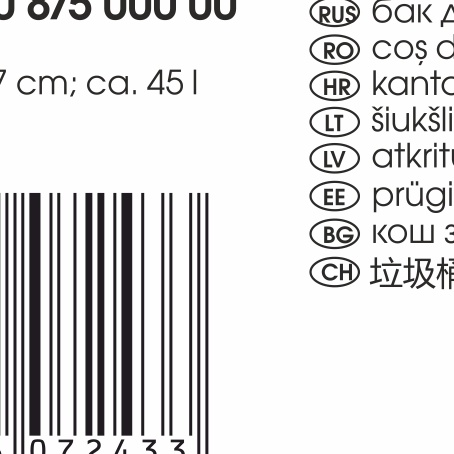 0 875 000 00
7 cm; ca. 45 l
072433
RUS бак
RO coș d
HR kanta
LT šiukšli
LV atkritu
EE prügi
BG кош з
CH 垃圾桶